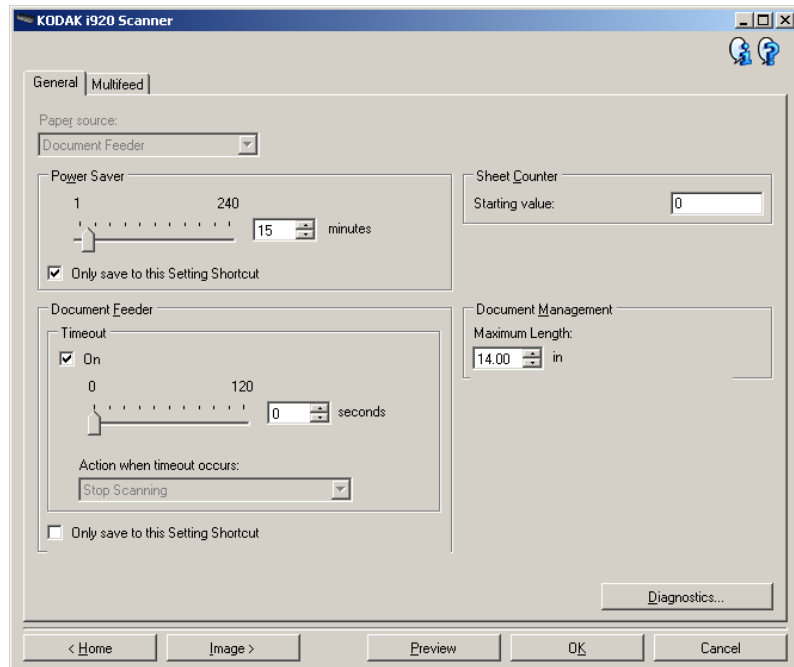 KODAK i920 Scanner
General Multifeed
Paper source:
Document Feeder
Power Saver
1 240
15 minutes
Only save to this Setting Shortcut
Sheet Counter
Starting value: 0
Document Feeder
Timeout
On
0 120
0 seconds
Action when timeout occurs:
Stop Scanning
Only save to this Setting Shortcut
Document Management
Maximum Length:
14.00 in
Diagnostics...
< Home Image > Preview OK Cancel